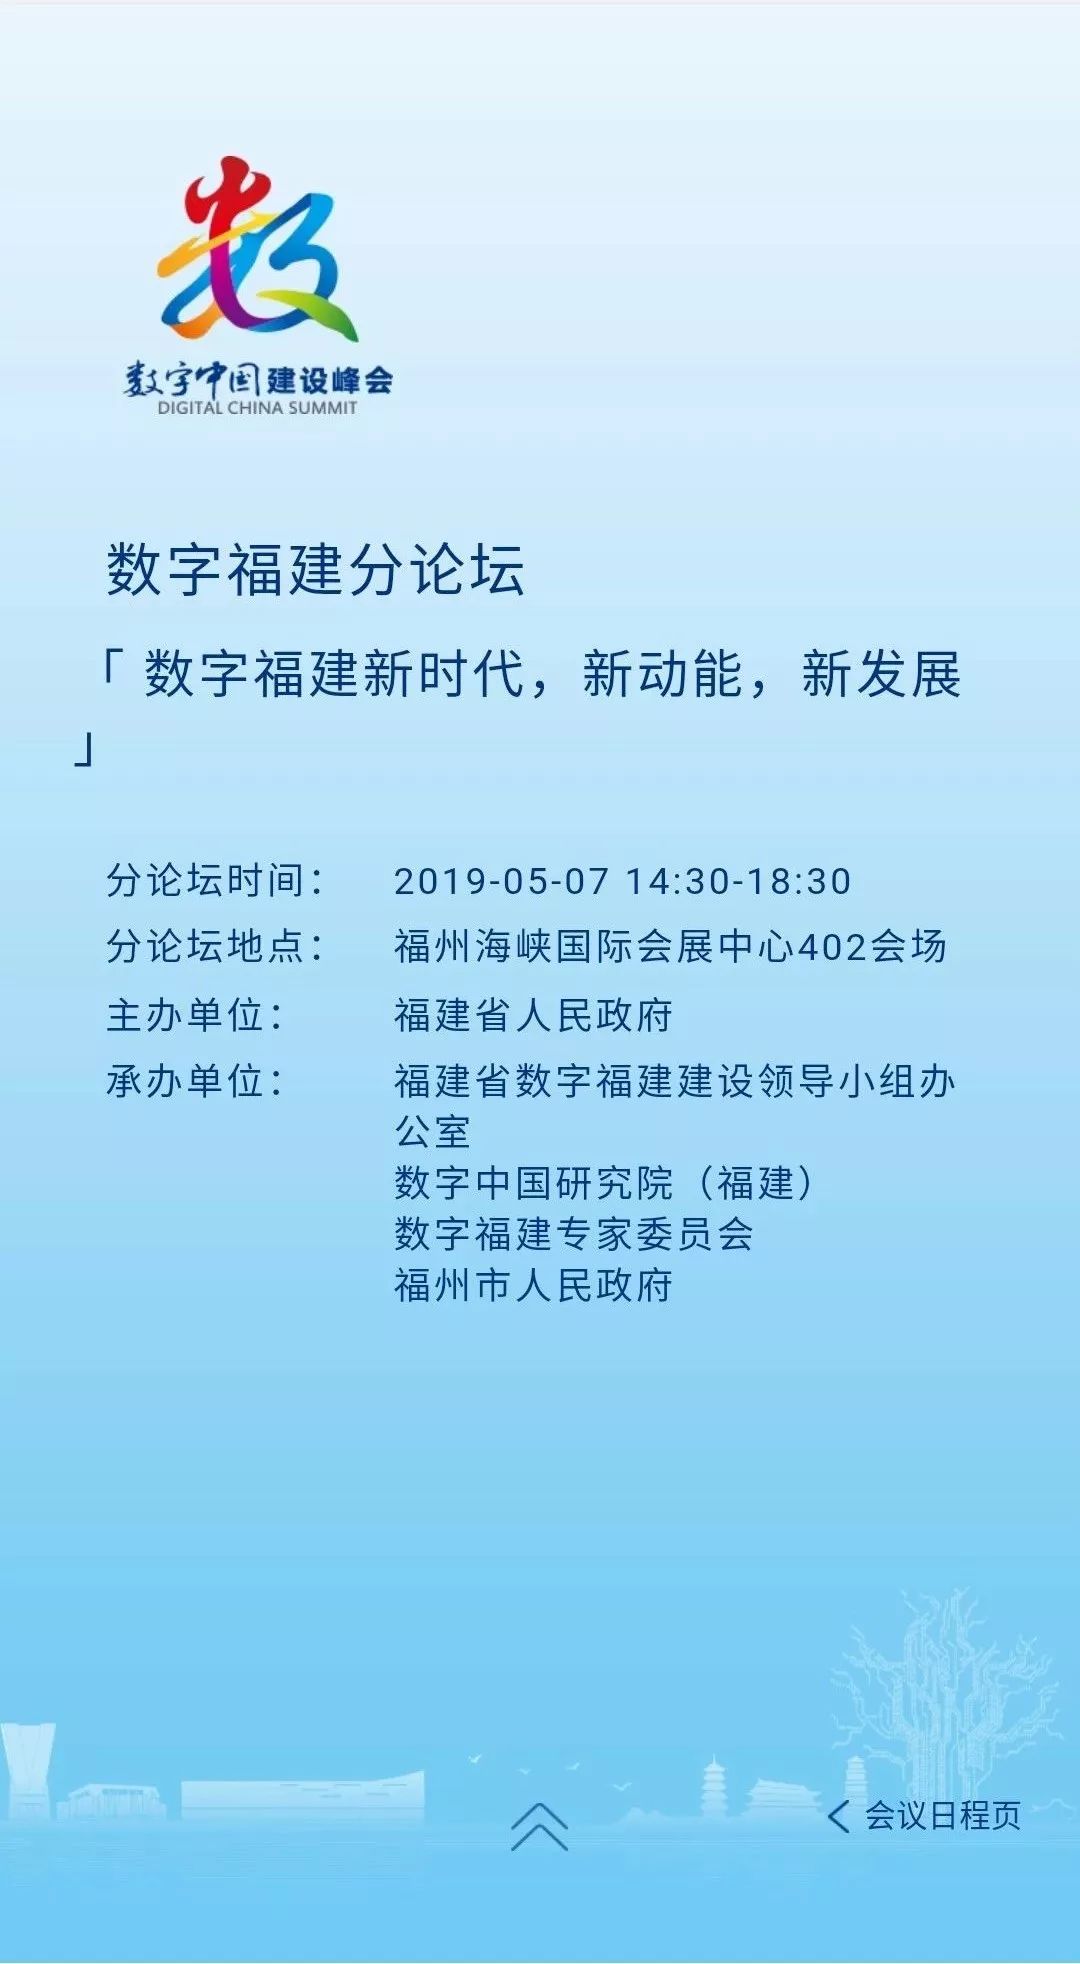 数
数字中国建设峰会
DIGITAL CHINA SUMMIT
数字福建分论坛
「 数字福建新时代，新动能，新发展
」
分论坛时间： 2019-05-07 14:30-18:30
分论坛地点： 福州海峡国际会展中心402会场
主办单位： 福建省人民政府
承办单位： 福建省数字福建建设领导小组办
公室
数字中国研究院（福建）
数字福建专家委员会
福州市人民政府
会议日程页